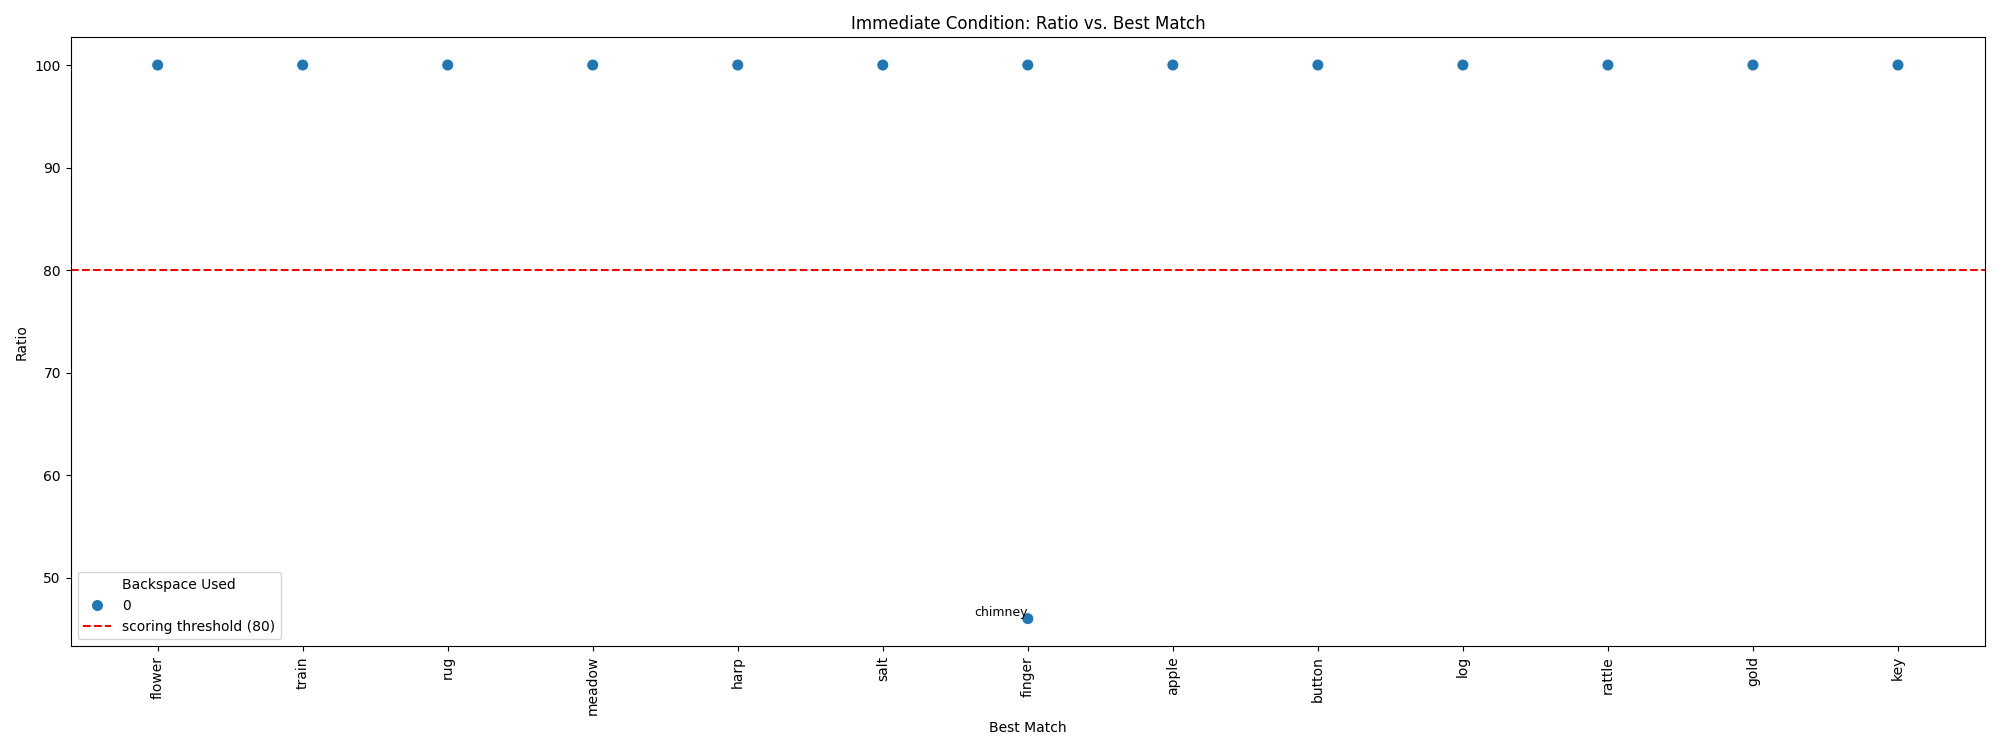 Immediate Condition: Ratio vs. Best Match
100
90
80
70
60
50
Ratio
chimney
Backspace Used
0
scoring threshold (80)
flower
train
rug
meadow
harp
salt
finger
apple
button
log
rattle
gold
key
Best Match